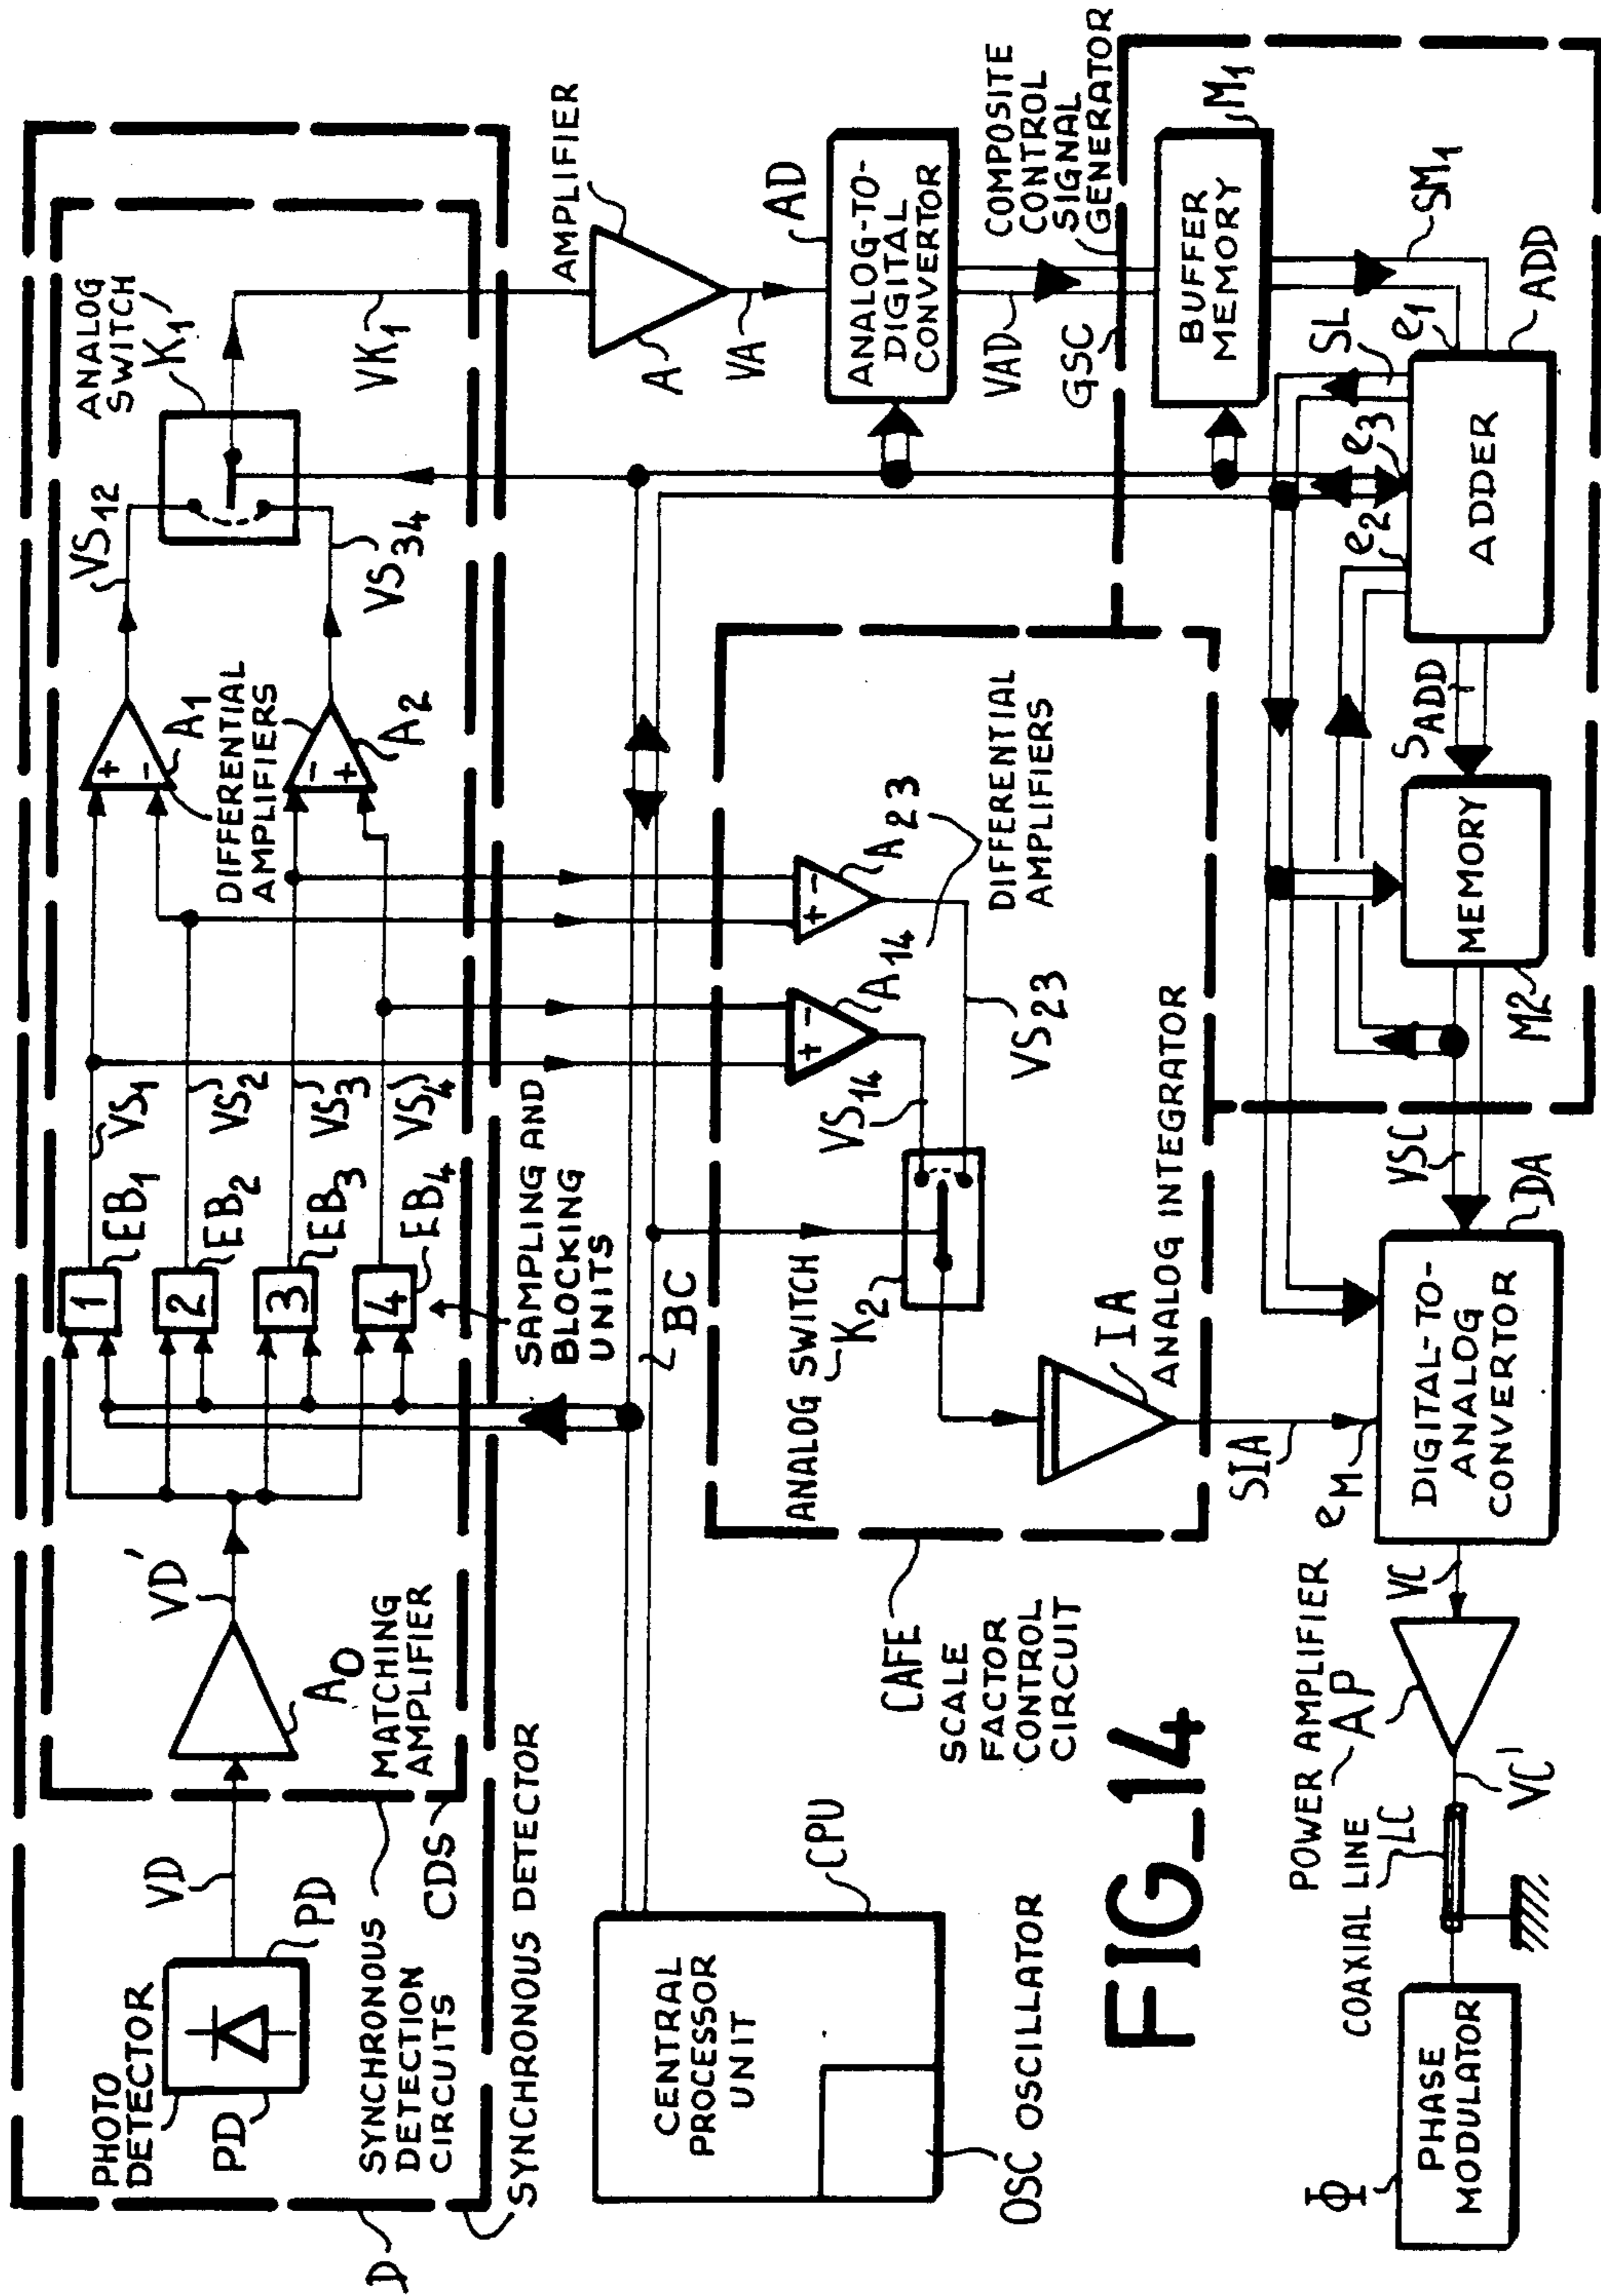 PHOTO
DETECTOR
PD
PD
VD
D
SYNCHRONOUS
DETECTION
CIRCUITS
CDS
SYNCHRONOUS DETECTOR
A0
MATCHING
AMPLIFIER
VD'
1
2
3
4
EB1
EB2
EB3
EB4
VS1
VS2
VS3
VS4
SAMPLING AND
BLOCKING
UNITS
+
-
A1
DIFFERENTIAL
AMPLIFIERS
-
+
A2
VS12
VS34
ANALOG
SWITCH
K1
VK1
AMPLIFIER
A
VA
AD
ANALOG-TO-
DIGITAL
CONVERTOR
VAD
GSC
COMPOSITE
CONTROL
SIGNAL
GENERATOR
BUFFER
MEMORY
M1
SM1
CENTRAL
PROCESSOR
UNIT
CPU
OSC OSCILLATOR
BC
CAFE
SCALE
FACTOR
CONTROL
CIRCUIT
ANALOG SWITCH
K2
+ -
A14
+ -
A23
DIFFERENTIAL
AMPLIFIERS
VS14
VS23
IA
ANALOG INTEGRATOR
SIA
eM
SL
e1
e2
e3
ADD
ADDER
SADD
MEMORY
M2
VSC
DA
DIGITAL-TO-
ANALOG
CONVERTOR
VC
POWER AMPLIFIER
AP
VC'
COAXIAL LINE
LC
Φ
PHASE
MODULATOR
FIG_14